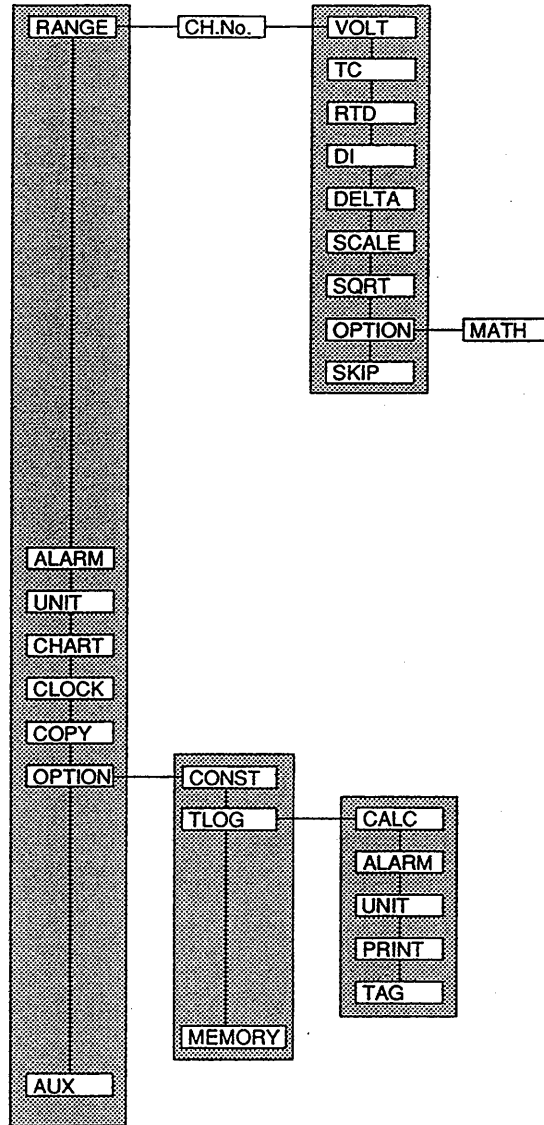 RANGE
CH.No.
VOLT
TC
RTD
DI
DELTA
SCALE
SQRT
OPTION
MATH
SKIP
ALARM
UNIT
CHART
CLOCK
COPY
OPTION
CONST
TLOG
CALC
ALARM
UNIT
PRINT
TAG
MEMORY
AUX